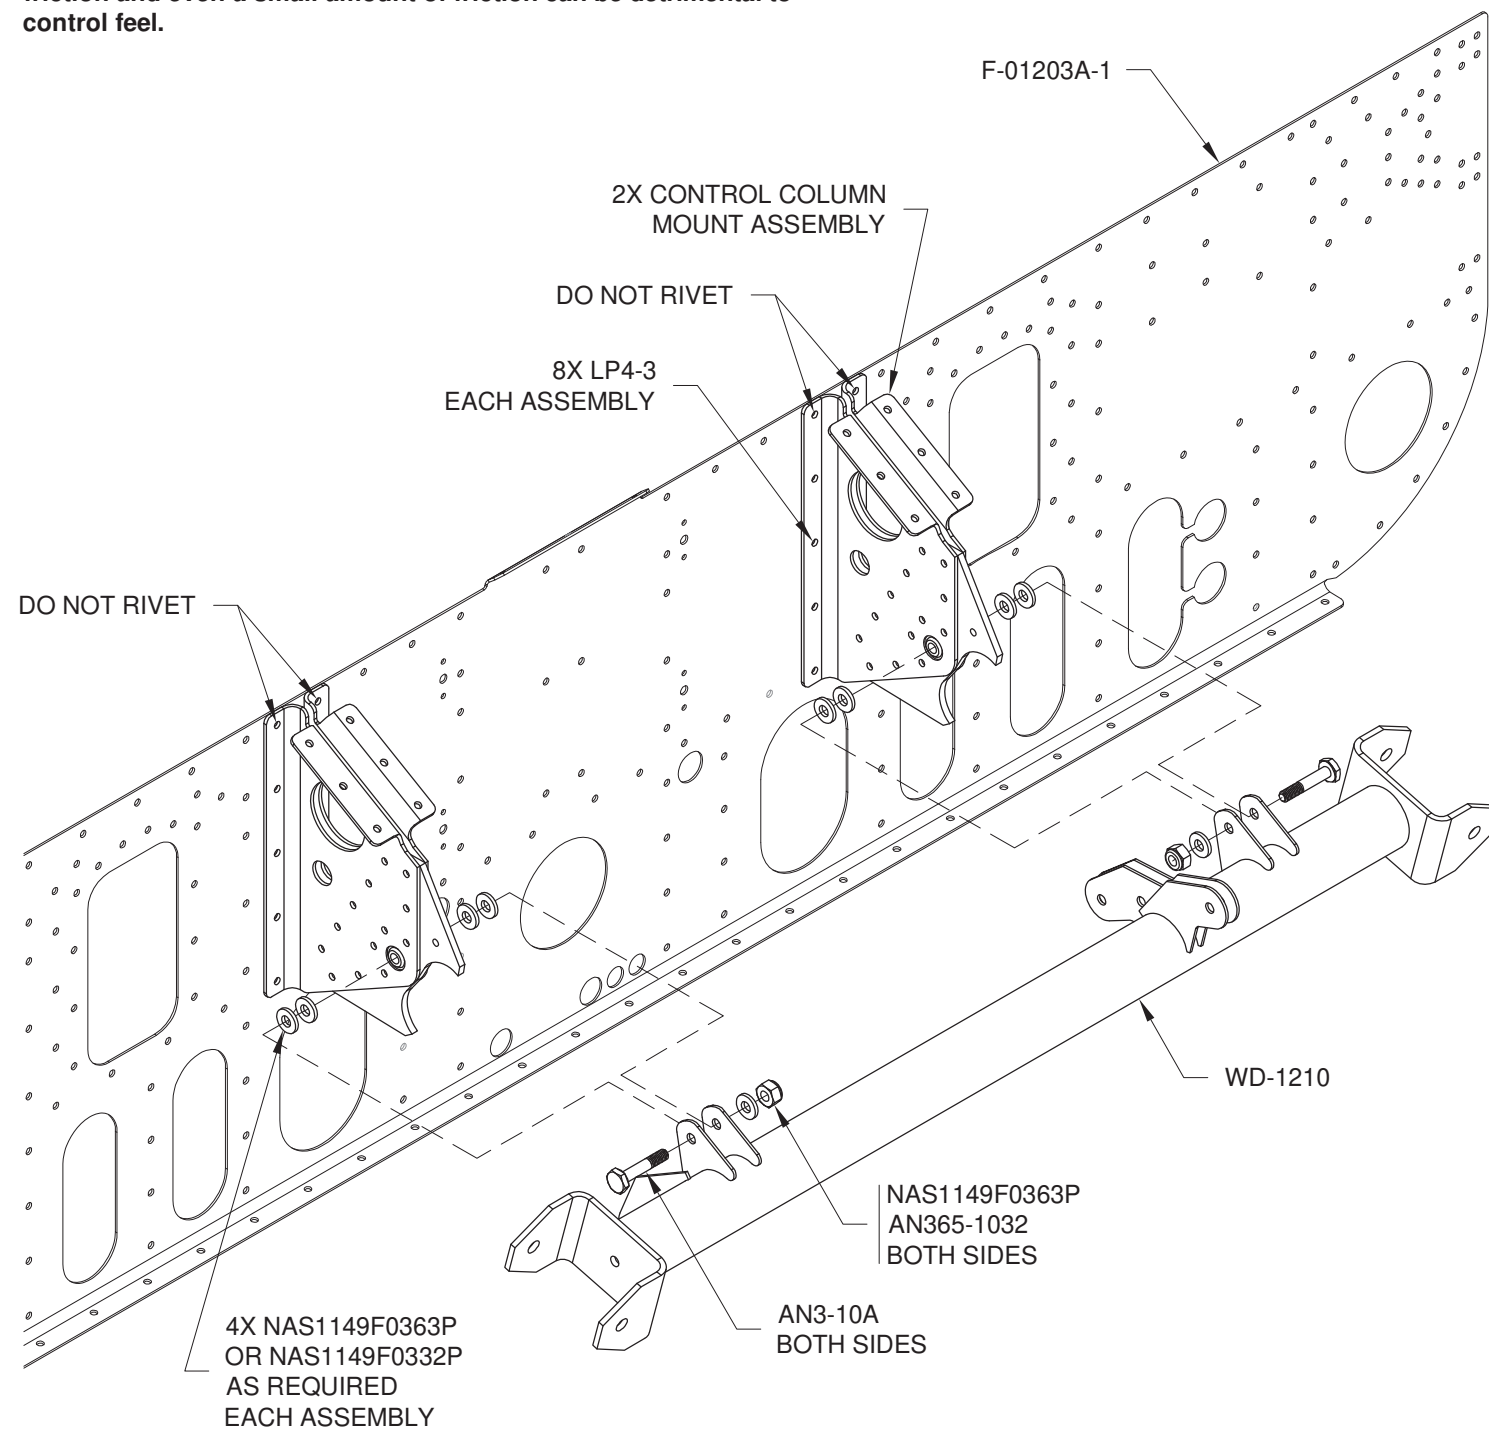 friction and even a small amount of friction can be detrimental to
control feel.
F-01203A-1
2X CONTROL COLUMN
MOUNT ASSEMBLY
DO NOT RIVET
8X LP4-3
EACH ASSEMBLY
DO NOT RIVET
WD-1210
NAS1149F0363P
AN365-1032
BOTH SIDES
AN3-10A
BOTH SIDES
4X NAS1149F0363P
OR NAS1149F0332P
AS REQUIRED
EACH ASSEMBLY